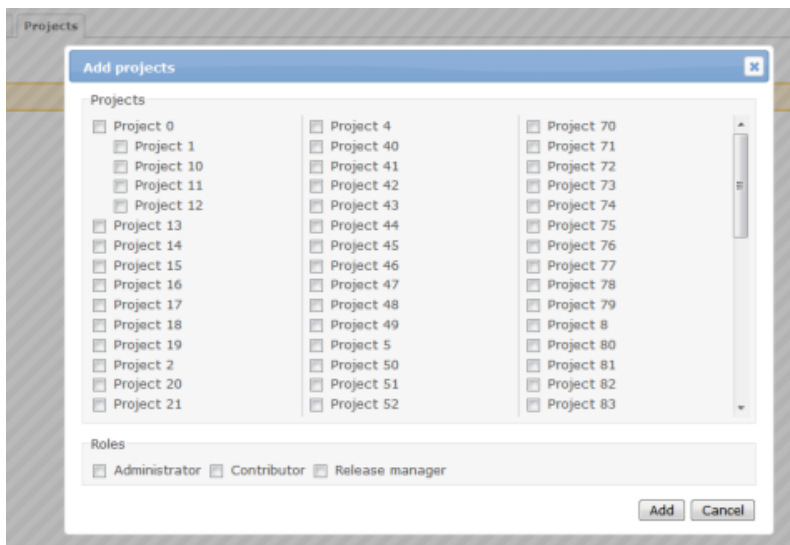 Projects
Add projects
Projects
Project 0
Project 1
Project 10
Project 11
Project 12
Project 13
Project 14
Project 15
Project 16
Project 17
Project 18
Project 19
Project 2
Project 20
Project 21
Project 4
Project 40
Project 41
Project 42
Project 43
Project 44
Project 45
Project 46
Project 47
Project 48
Project 49
Project 5
Project 50
Project 51
Project 52
Project 70
Project 71
Project 72
Project 73
Project 74
Project 75
Project 76
Project 77
Project 78
Project 79
Project 8
Project 80
Project 81
Project 82
Project 83
Roles
Administrator Contributor Release manager
Add Cancel